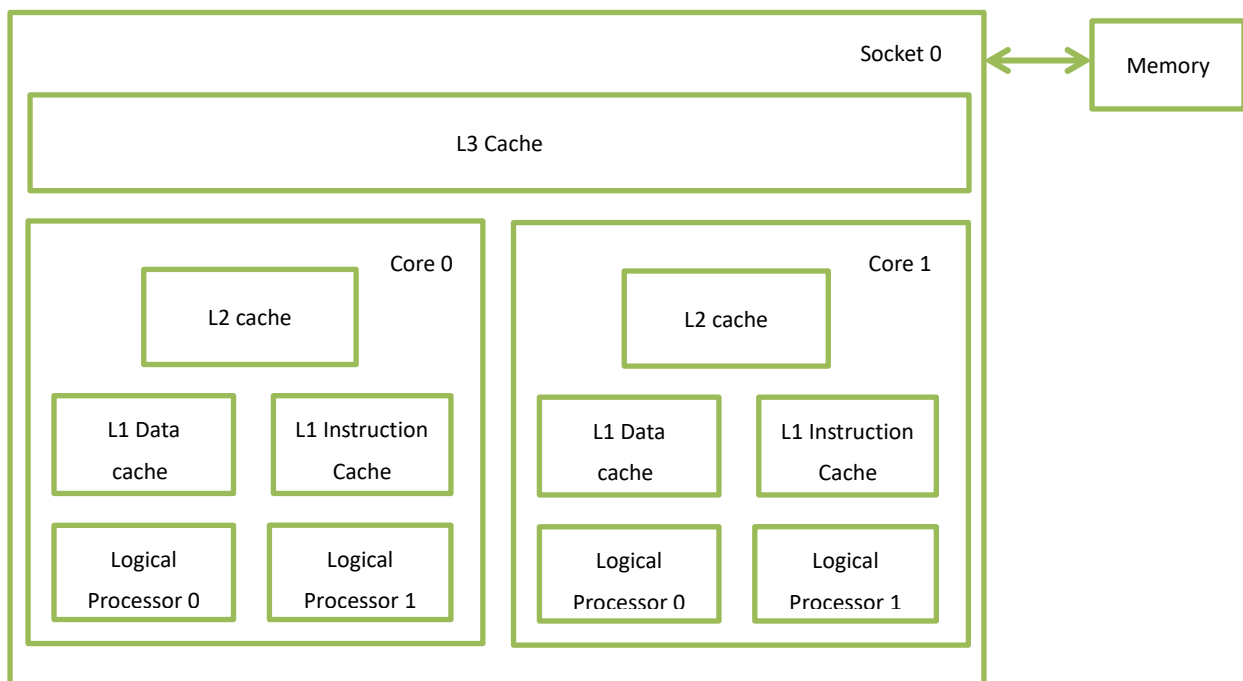 Socket 0
Memory
L3 Cache
Core 0
Core 1
L2 cache
L2 cache
L1 Data
cache
L1 Instruction
Cache
L1 Data
cache
L1 Instruction
Cache
Logical
Processor 0
Logical
Processor 1
Logical
Processor 0
Logical
Processor 1